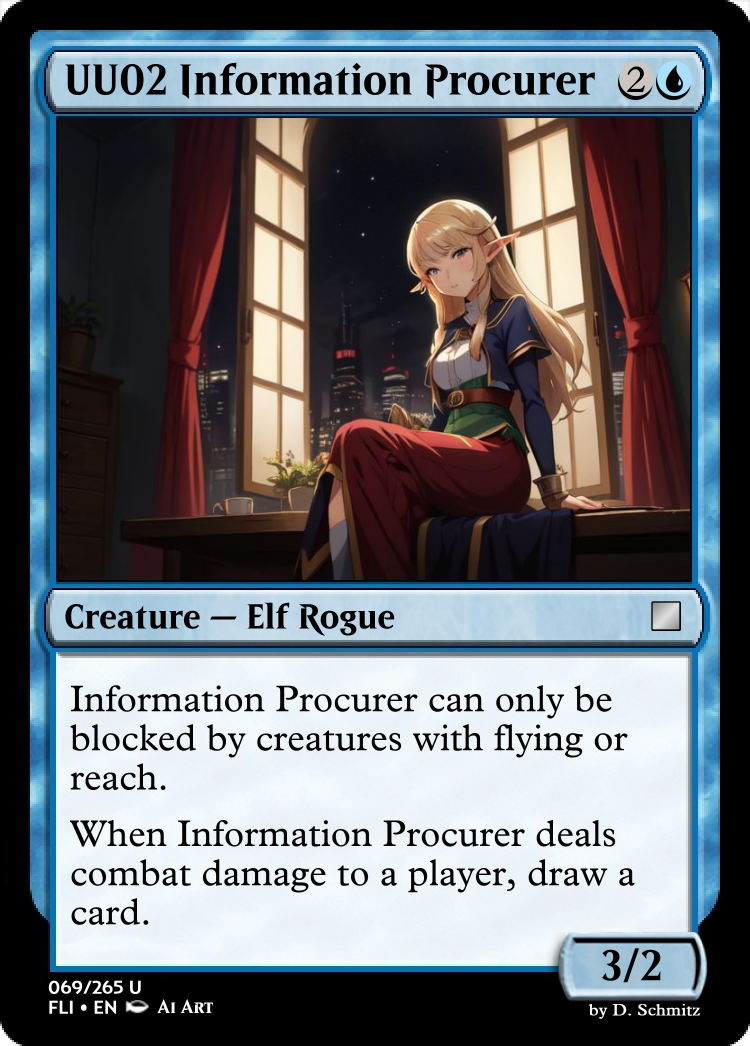 UU02 Information Procurer 2
Creature — Elf Rogue
Information Procurer can only be
blocked by creatures with flying or
reach.
When Information Procurer deals
combat damage to a player, draw a
card.
3/2
069/265 U
FLI • EN AI ART
by D. Schmitz